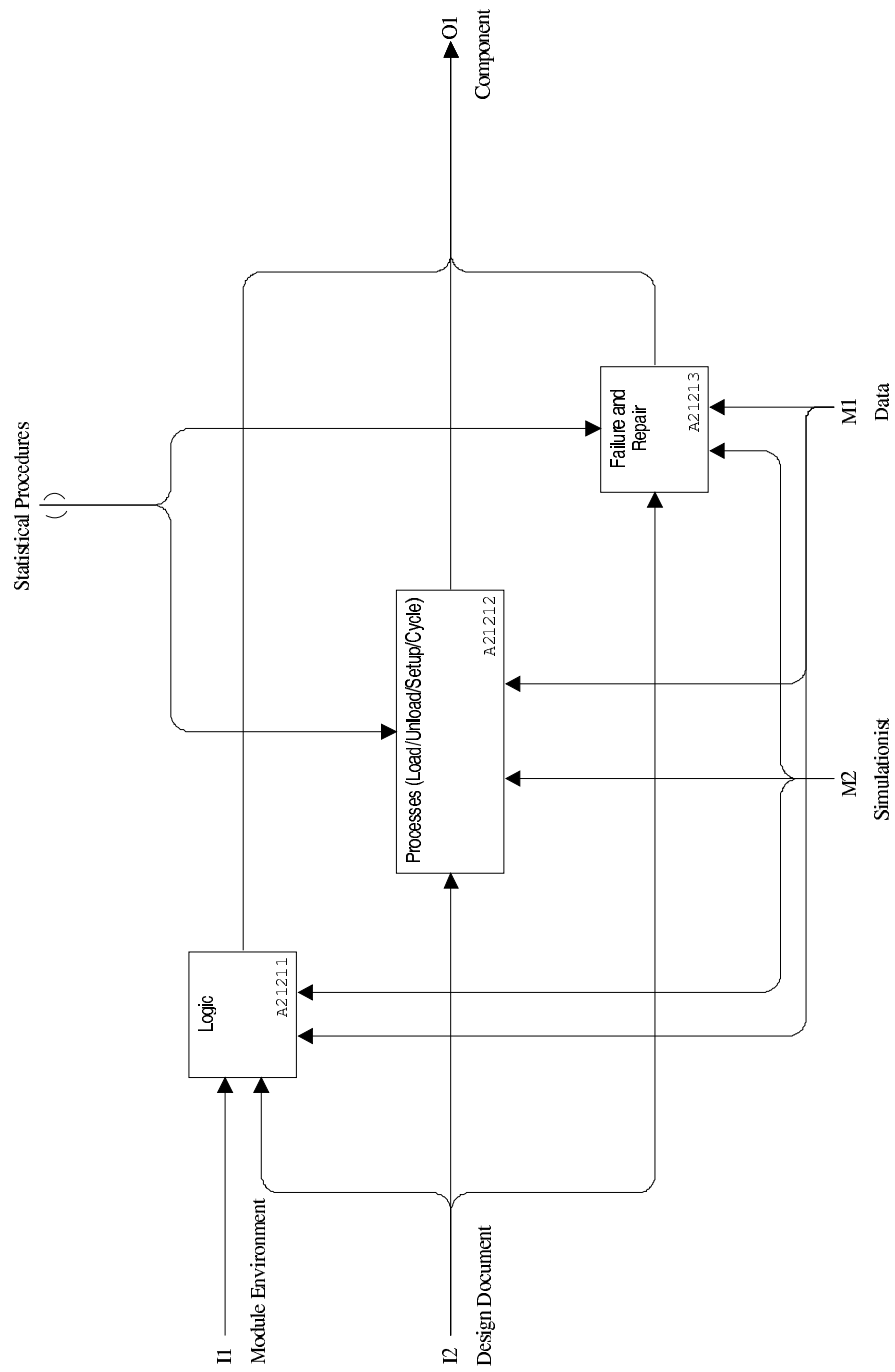 Statistical Procedures
I1
Module Environment
Logic
A21211
I2
Design Document
Processes (Load/Unload/Setup/Cycle)
A21212
O1
Component
Failure and
Repair
A21213
M2
Simulationist
M1
Data